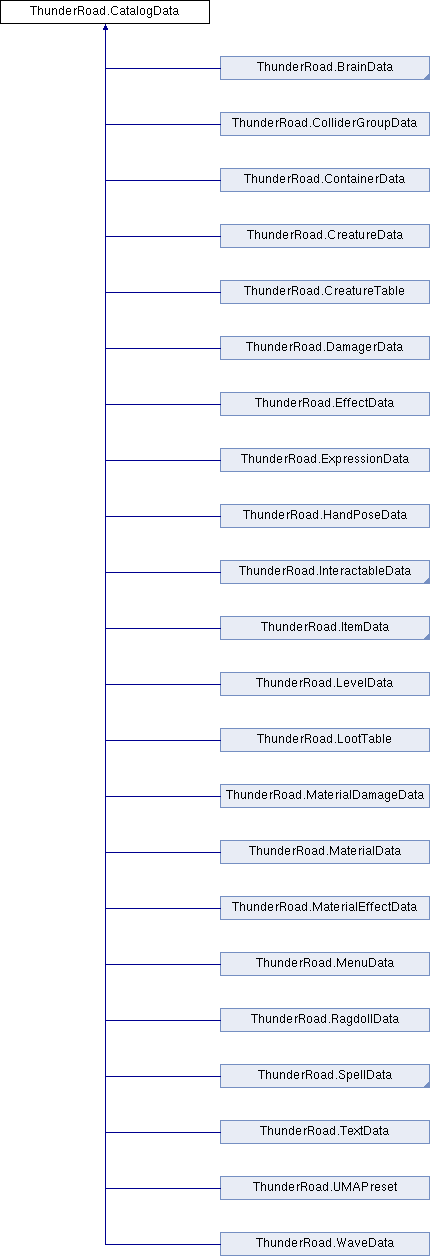 ThunderRoad.CatalogData
ThunderRoad.BrainData
ThunderRoad.ColliderGroupData
ThunderRoad.ContainerData
ThunderRoad.CreatureData
ThunderRoad.CreatureTable
ThunderRoad.DamagerData
ThunderRoad.EffectData
ThunderRoad.ExpressionData
ThunderRoad.HandPoseData
ThunderRoad.InteractableData
ThunderRoad.ItemData
ThunderRoad.LevelData
ThunderRoad.LootTable
ThunderRoad.MaterialDamageData
ThunderRoad.MaterialData
ThunderRoad.MaterialEffectData
ThunderRoad.MenuData
ThunderRoad.RagdollData
ThunderRoad.SpellData
ThunderRoad.TextData
ThunderRoad.UMAPreset
ThunderRoad.WaveData